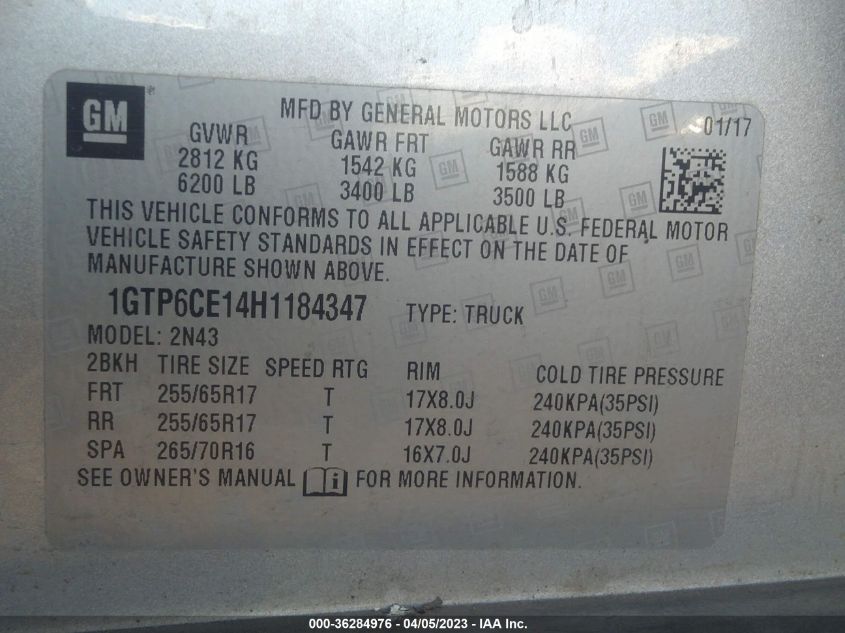 GM
MFD BY GENERAL MOTORS LLC
01/17
GVWR GAWR FRT GAWR RR
2812 KG 1542 KG 1588 KG
6200 LB 3400 LB 3500 LB
THIS VEHICLE CONFORMS TO ALL APPLICABLE U.S. FEDERAL MOTOR
VEHICLE SAFETY STANDARDS IN EFFECT ON THE DATE OF
MANUFACTURE SHOWN ABOVE.
1GTP6CE14H1184347 TYPE: TRUCK
MODEL: 2N43
2BKH TIRE SIZE SPEED RTG RIM COLD TIRE PRESSURE
FRT 255/65R17 T 17X8.0J 240KPA(35PSI)
RR 255/65R17 T 17X8.0J 240KPA(35PSI)
SPA 265/70R16 T 16X7.0J 240KPA(35PSI)
SEE OWNER'S MANUAL i FOR MORE INFORMATION.
000-36284976 - 04/05/2023 - IAA Inc.